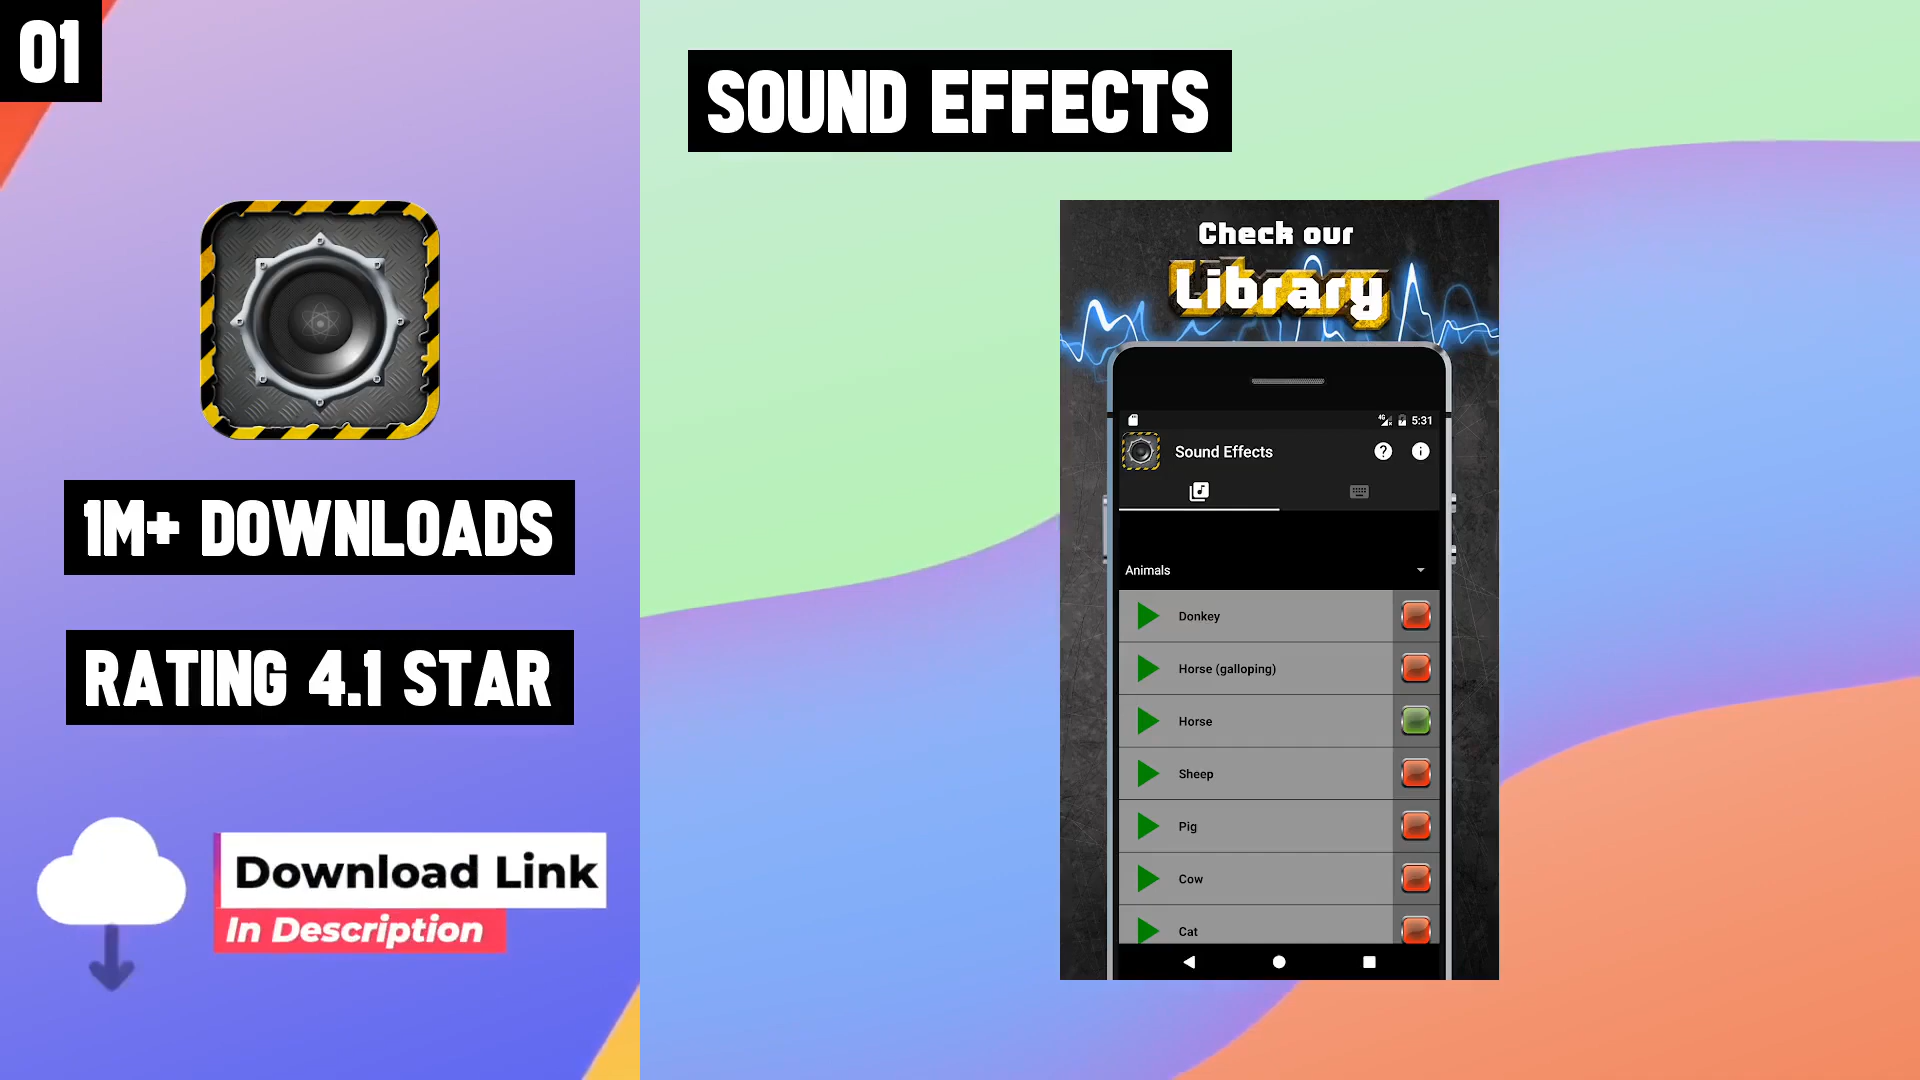 01
SOUND EFFECTS
1M+ DOWNLOADS
RATING 4.1 STAR
Download Link
In Description
Check our
Library
4G 5:31
Sound Effects
Animals
Donkey
Horse (galloping)
Horse
Sheep
Pig
Cow
Cat